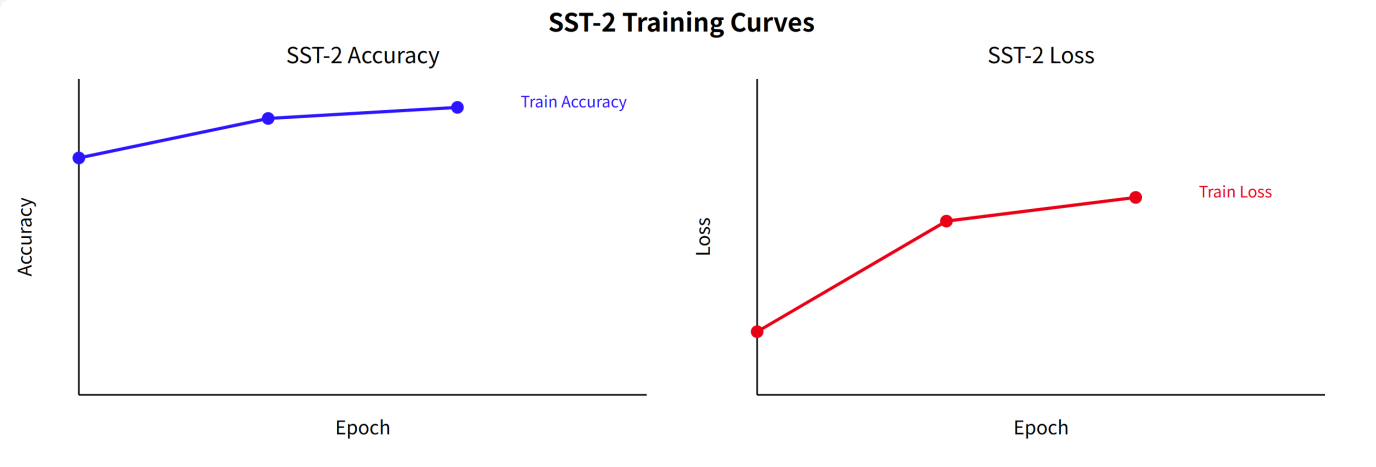 SST-2 Training Curves
SST-2 Accuracy
Train Accuracy
Accuracy
Epoch
SST-2 Loss
Train Loss
Loss
Epoch